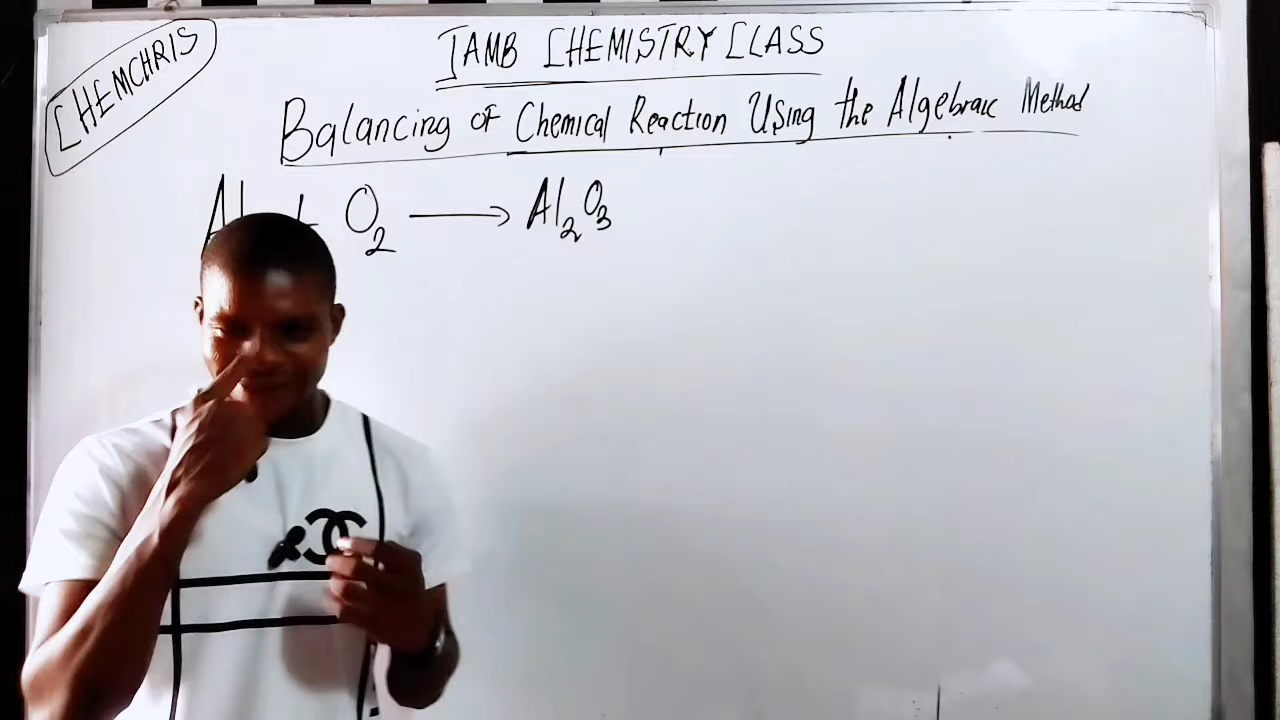 CHEMCHRIS
JAMB CHEMISTRY CLASS
Balancing of Chemical Reaction Using the Algebraic Method
Al + O2 → Al2O3